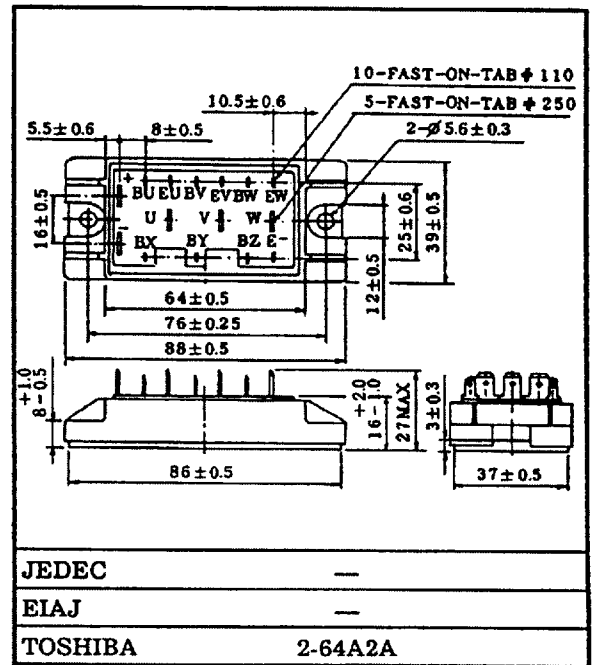 10-FAST-ON-TAB # 110
10.5±0.6
5-FAST-ON-TAB # 250
5.5±0.6
8±0.5
2-Ø5.6±0.3
+
BU EU BV EV BW EW
U V W
-
BX BY BZ E-
16±0.5
12±0.5
25±0.6
39±0.5
64±0.5
76±0.25
88±0.5
+1.0
8-0.5
+2.0
16-1.0
27MAX
3±0.3
86±0.5
37±0.5
JEDEC —
EIAJ —
TOSHIBA 2-64A2A